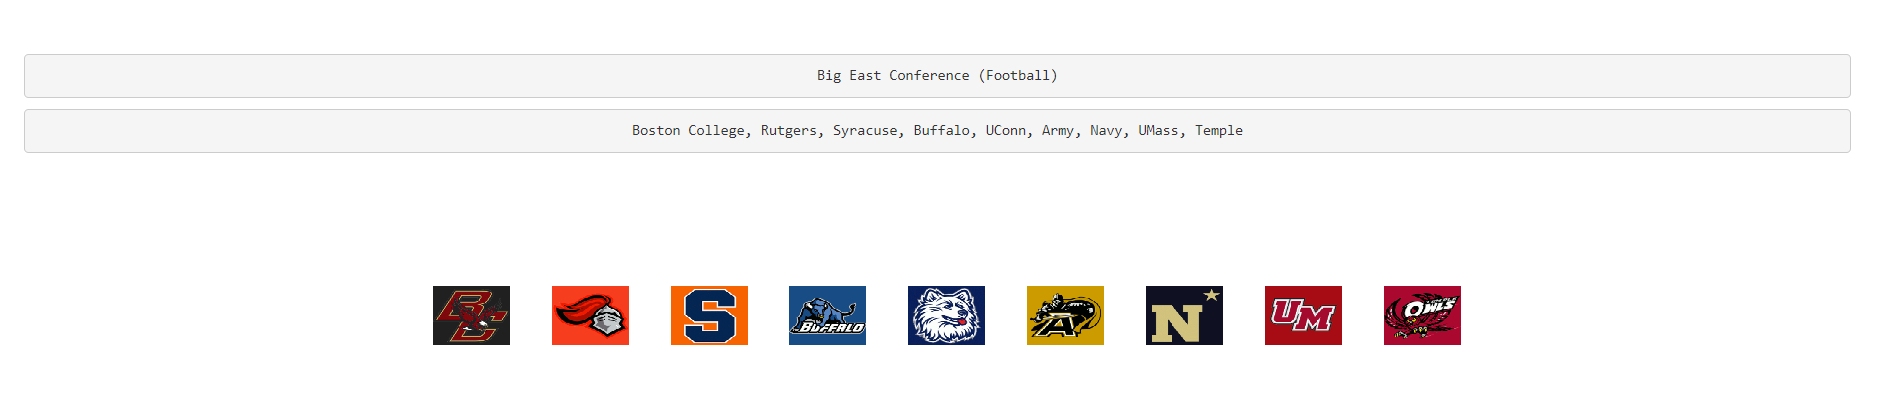 Big East Conference (Football)
Boston College, Rutgers, Syracuse, Buffalo, UConn, Army, Navy, UMass, Temple
BC
S
BUFFALO
A
N
UM
OWLS